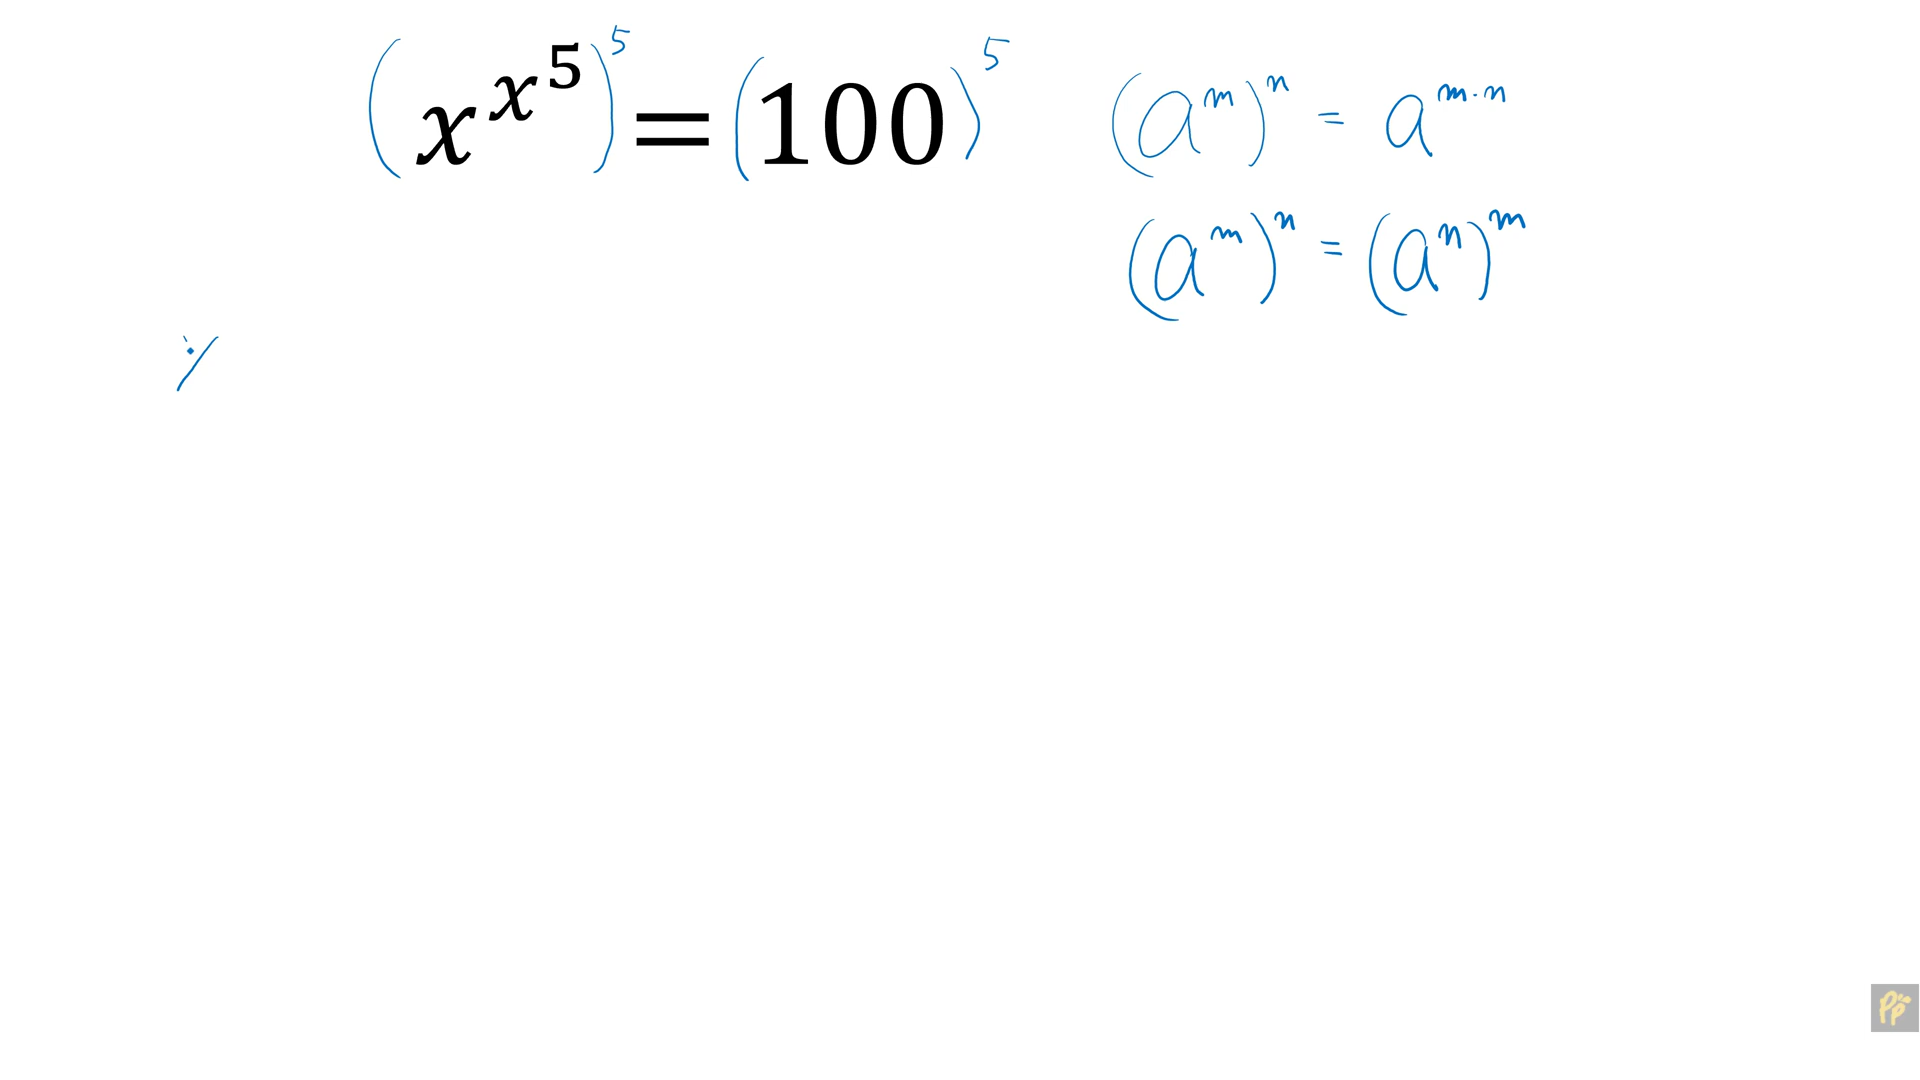 (x^{x^5})^5 = (100)^5
(a^m)^n = a^{m·n}
(a^m)^n = (a^n)^m